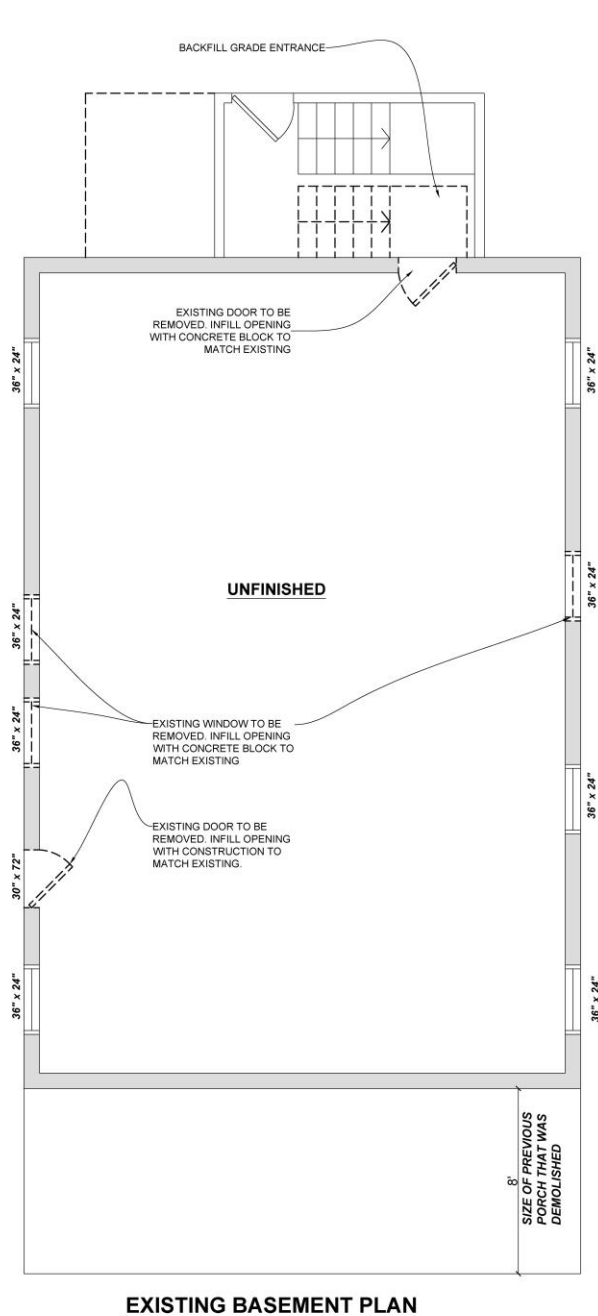 BACKFILL GRADE ENTRANCE
EXISTING DOOR TO BE
REMOVED. INFILL OPENING
WITH CONCRETE BLOCK TO
MATCH EXISTING
36" x 24"
36" x 24"
UNFINISHED
36" x 24"
36" x 24"
36" x 24"
EXISTING WINDOW TO BE
REMOVED. INFILL OPENING
WITH CONCRETE BLOCK TO
MATCH EXISTING
36" x 24"
EXISTING DOOR TO BE
REMOVED. INFILL OPENING
WITH CONSTRUCTION TO
MATCH EXISTING.
30" x 72"
36" x 24"
36" x 24"
8'
SIZE OF PREVIOUS
PORCH THAT WAS
DEMOLISHED
EXISTING BASEMENT PLAN